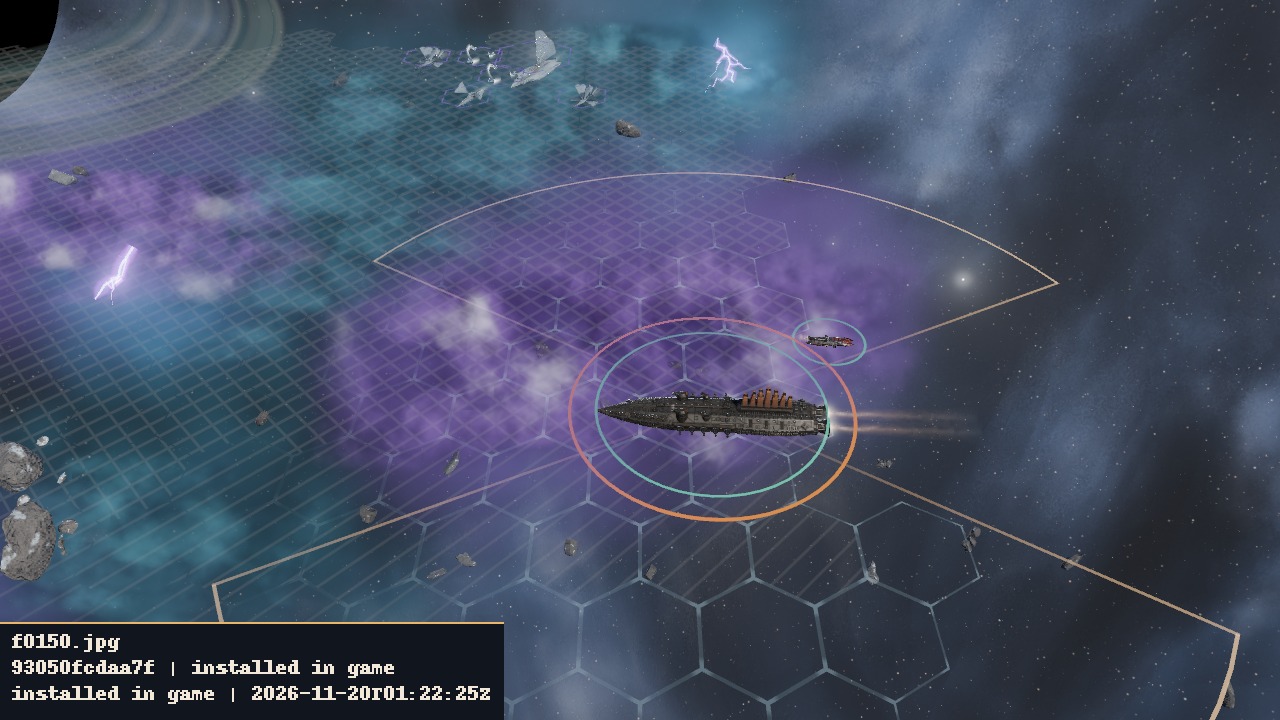 f0150.jpg
93050fcdaa7f | installed in game
installed in game | 2026-11-20T01:22:25Z